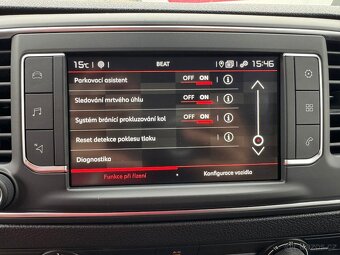 15°C BEAT 15:46
Parkovací asistent OFF ON
Sledování mrtvého úhlu OFF ON
Systém bránící prokluzování kol OFF ON
Reset detekce poklesu tlaku
Diagnostika
Funkce při řízení Konfigurace vozidla